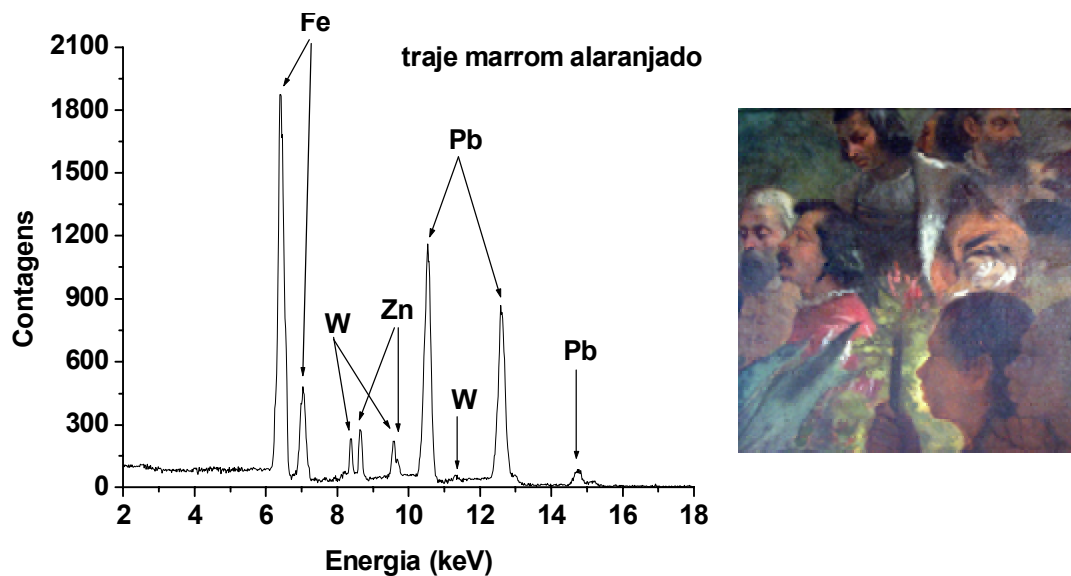 Fe
traje marrom alaranjado
Pb
W
Zn
W
Pb
2100
1800
1500
1200
900
600
300
0
Contagens
2 4 6 8 10 12 14 16 18
Energia (keV)